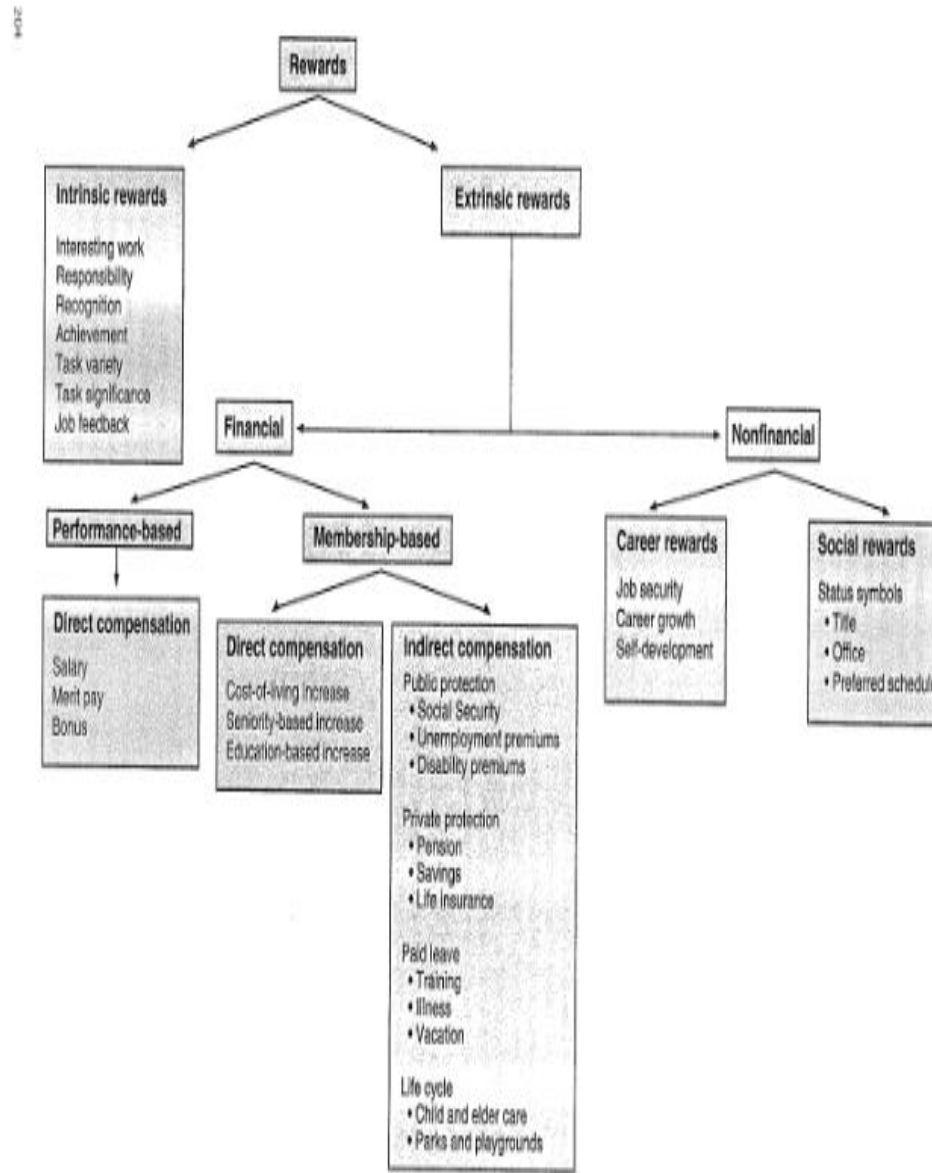 204
Rewards
Intrinsic rewards
Interesting work
Responsibility
Recognition
Achievement
Task variety
Task significance
Job feedback
Extrinsic rewards
Financial
Nonfinancial
Performance-based
Membership-based
Direct compensation
Salary
Merit pay
Bonus
Direct compensation
Cost-of-living increase
Seniority-based increase
Education-based increase
Indirect compensation
Public protection
• Social Security
• Unemployment premiums
• Disability premiums
Private protection
• Pension
• Savings
• Life insurance
Paid leave
• Training
• Illness
• Vacation
Life cycle
• Child and elder care
• Parks and playgrounds
Career rewards
Job security
Career growth
Self-development
Social rewards
Status symbols
• Title
• Office
• Preferred schedule